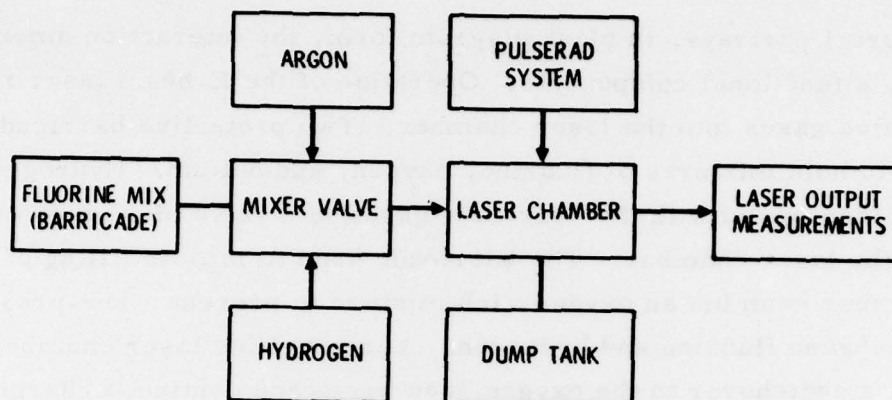 ARGON
PULSERAD
SYSTEM
FLUORINE MIX
(BARRICADE)
MIXER VALVE
LASER CHAMBER
LASER OUTPUT
MEASUREMENTS
HYDROGEN
DUMP TANK